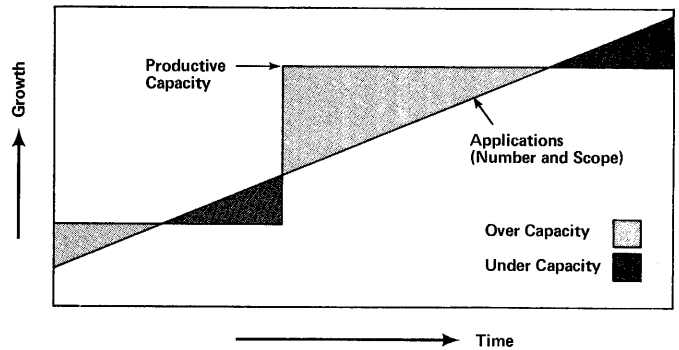 Growth
Productive
Capacity
Applications
(Number and Scope)
Over Capacity
Under Capacity
Time